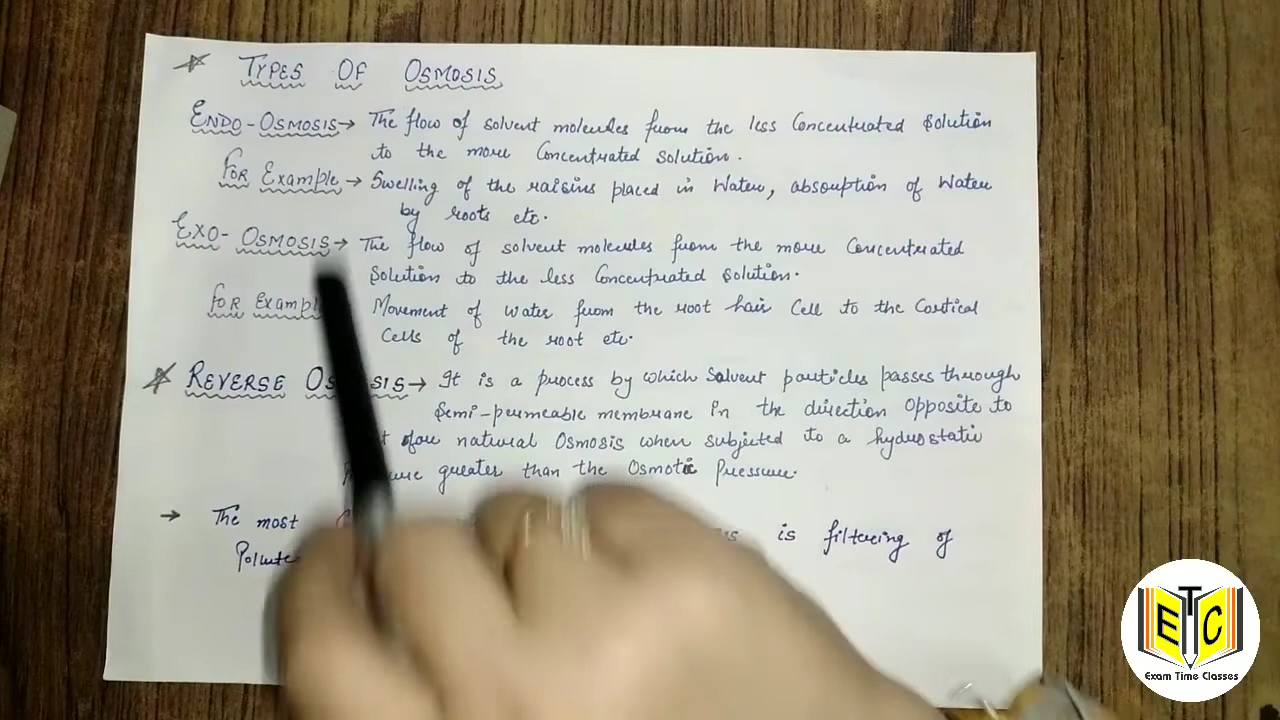 TYPES OF OSMOSIS
ENDO-OSMOSIS → The flow of solvent molecules from the less Concentrated Solution
to the more Concentrated solution.
FOR Example → Swelling of the raisins placed in Water, absorption of Water
by roots etc.
EXO- OSMOSIS → The flow of solvent molecules from the more Concentrated
Solution to the less Concentrated Solution.
FOR Movement of water from the root hair Cell to the Cortical
Cells of the root etc.
REVERSE → It is a process by which Solvent particles passes through
Semi-permeable membrane in the direction opposite to
for natural Osmosis when subjected to a hydrostatic
greater than the Osmotic Pressure.
→ The most is filtering of
ETC
Exam Time Classes